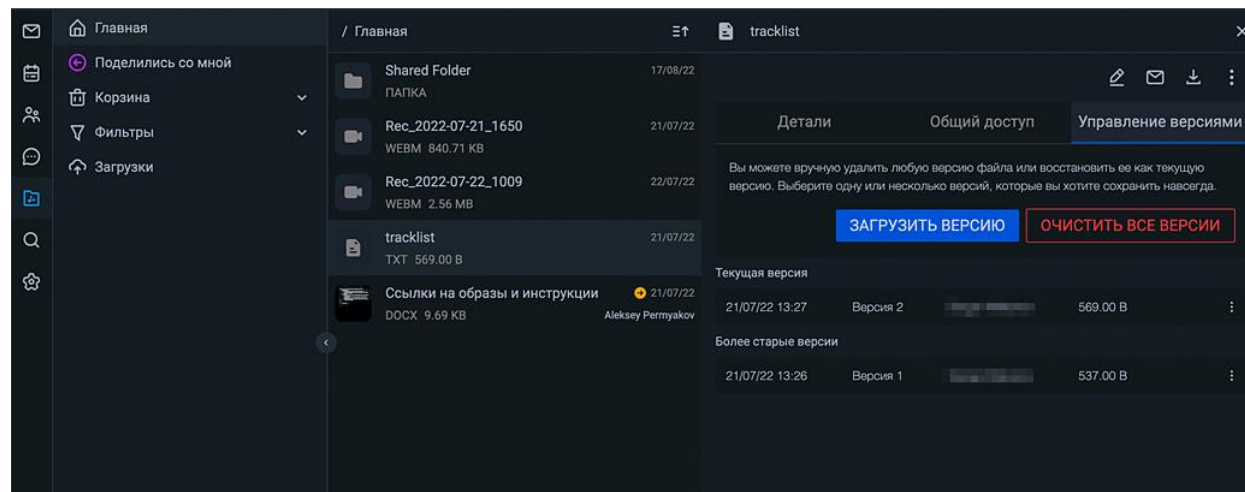 Главная
Поделились со мной
Корзина
Фильтры
Загрузки
/ Главная
Shared Folder 17/08/22
ПАПКА
Rec_2022-07-21_1650 21/07/22
WEBM 840.71 KB
Rec_2022-07-22_1009 22/07/22
WEBM 2.56 MB
tracklist 21/07/22
TXT 569.00 B
Ссылки на образы и инструкции 21/07/22
DOCX 9.69 KB Aleksey Permyakov
tracklist
Детали Общий доступ Управление версиями
Вы можете вручную удалить любую версию файла или восстановить ее как текущую
версию. Выберите одну или несколько версий, которые вы хотите сохранить навсегда.
ЗАГРУЗИТЬ ВЕРСИЮ ОЧИСТИТЬ ВСЕ ВЕРСИИ
Текущая версия
21/07/22 13:27 Версия 2 569.00 B
Более старые версии
21/07/22 13:26 Версия 1 537.00 B